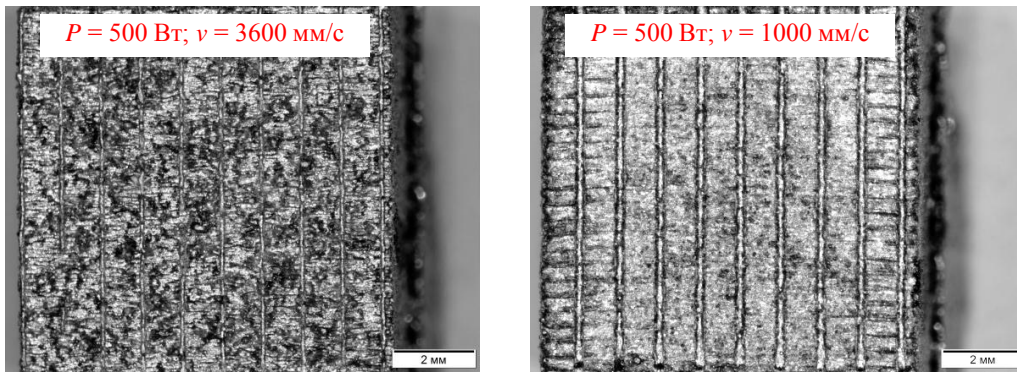 P = 500 Вт; v = 3600 мм/с
P = 500 Вт; v = 1000 мм/с
2 мм
2 мм